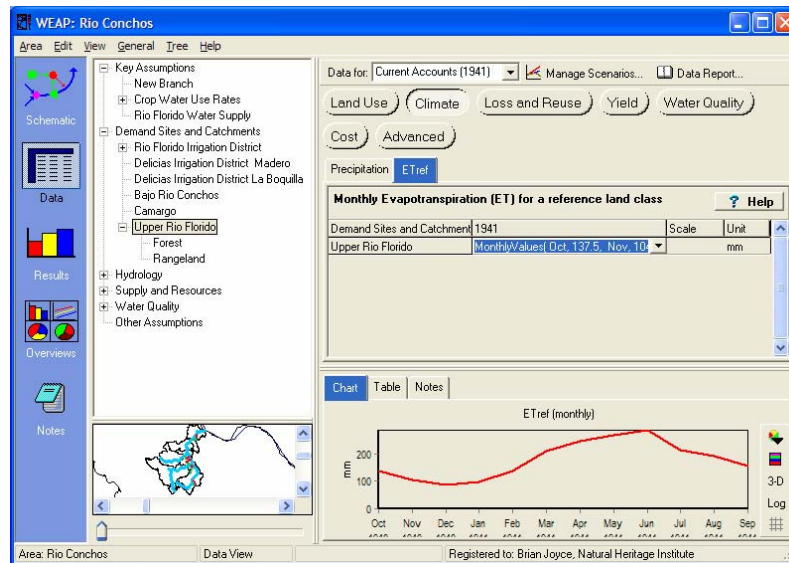 WEAP: Rio Conchos
Area Edit View General Tree Help
Schematic
Data
Results
Overviews
Notes
Key Assumptions
New Branch
Crop Water Use Rates
Rio Florido Water Supply
Demand Sites and Catchments
Rio Florido Irrigation District
Delicias Irrigation District Madero
Delicias Irrigation District La Boquilla
Bajo Rio Conchos
Camargo
Upper Rio Florido
Forest
Rangeland
Hydrology
Supply and Resources
Water Quality
Other Assumptions
Data for: Current Accounts (1941) Manage Scenarios... Data Report...
Land Use Climate Loss and Reuse Yield Water Quality
Cost Advanced
Precipitation ETref
Monthly Evapotranspiration (ET) for a reference land class ? Help
Demand Sites and Catchment 1941 Scale Unit
Upper Rio Florido MonthlyValues( Oct, 137.5, Nov, 104 mm
Chart Table Notes
ETref (monthly)
mm
200
100
0
Oct Nov Dec Jan Feb Mar Apr May Jun Jul Aug Sep
3-D
Log
Area: Rio Conchos Data View Registered to: Brian Joyce, Natural Heritage Institute